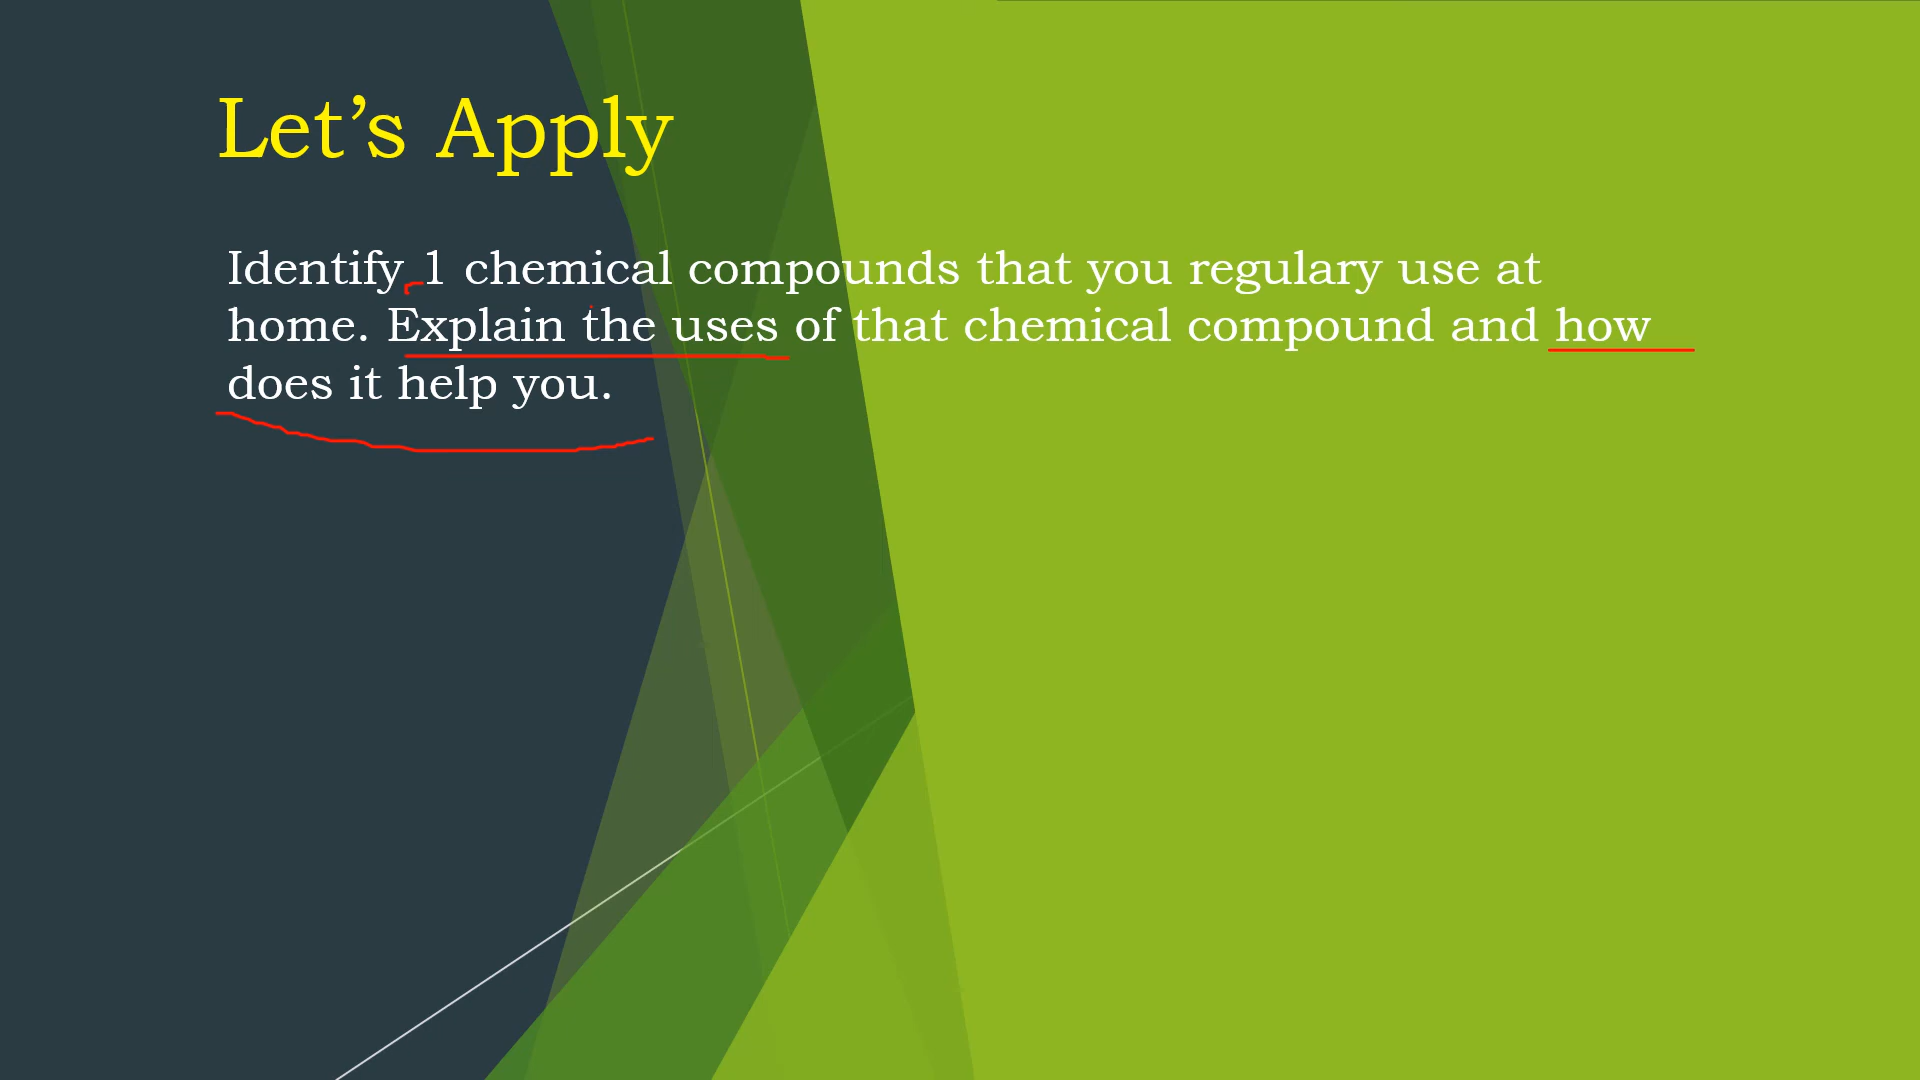 Let’s Apply
Identify 1 chemical compounds that you regulary use at
home. Explain the uses of that chemical compound and how
does it help you.